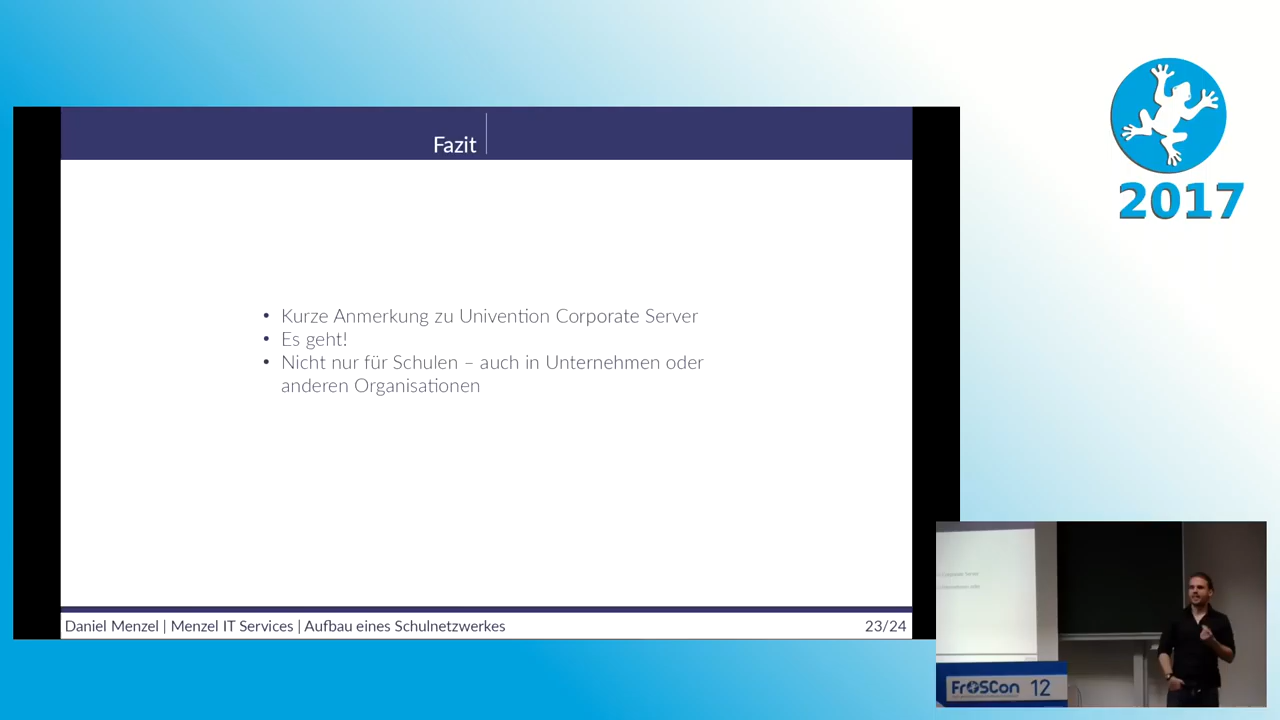 Fazit
2017
• Kurze Anmerkung zu Univention Corporate Server
• Es geht!
• Nicht nur für Schulen – auch in Unternehmen oder
anderen Organisationen
Daniel Menzel | Menzel IT Services | Aufbau eines Schulnetzwerkes
23/24
FrOSCon 12